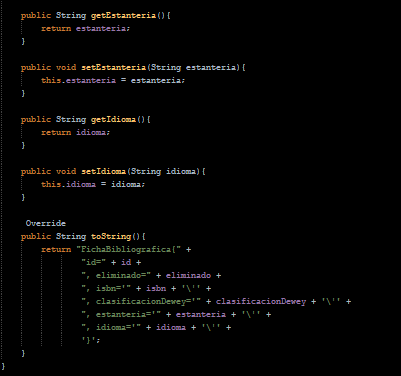 public String getEstanteria(){
return estanteria;
}
public void setEstanteria(String estanteria){
this.estanteria = estanteria;
}
public String getIdioma(){
return idioma;
}
public void setIdioma(String idioma){
this.idioma = idioma;
}
Override
public String toString(){
return "FichaBibliografica{" +
"id=" + id +
", eliminado=" + eliminado +
", isbn='" + isbn + '\'' +
", clasificacionDewey='" + clasificacionDewey + '\'' +
", estanteria='" + estanteria + '\'' +
", idioma='" + idioma + '\'' +
'}';
}
}